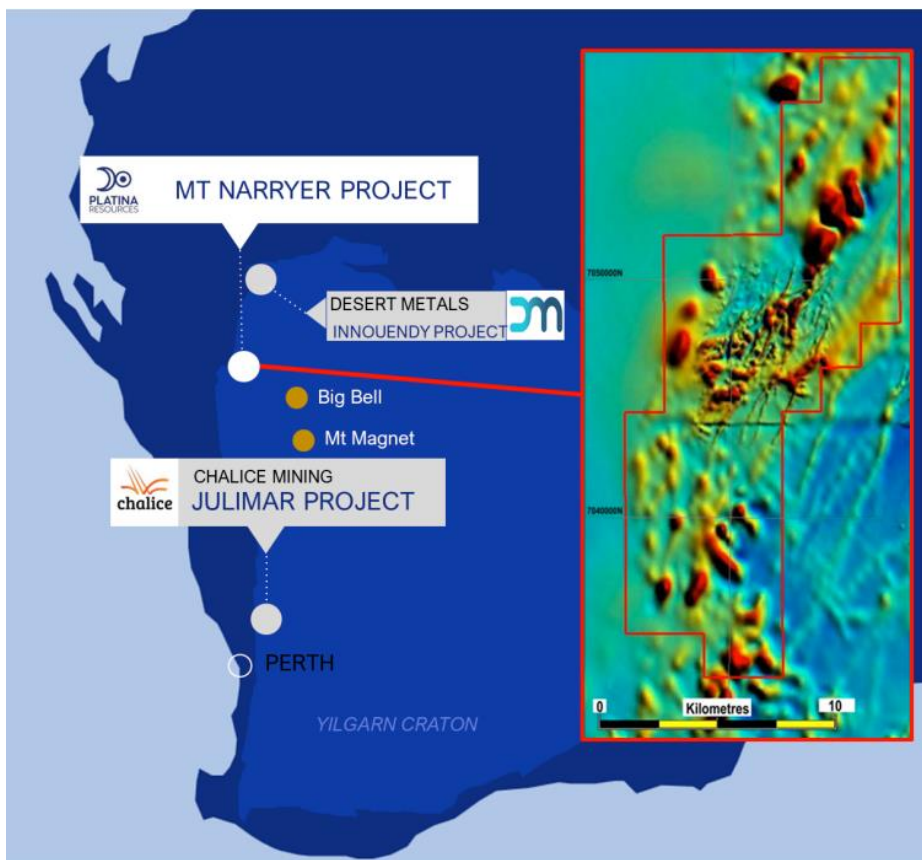 PLATINA
RESOURCES
MT NARRYER PROJECT
DESERT METALS
INNOUENDY PROJECT
DM
Big Bell
Mt Magnet
chalice
CHALICE MINING
JULIMAR PROJECT
PERTH
YILGARN CRATON
7050000N
7040000N
0
Kilometres
10